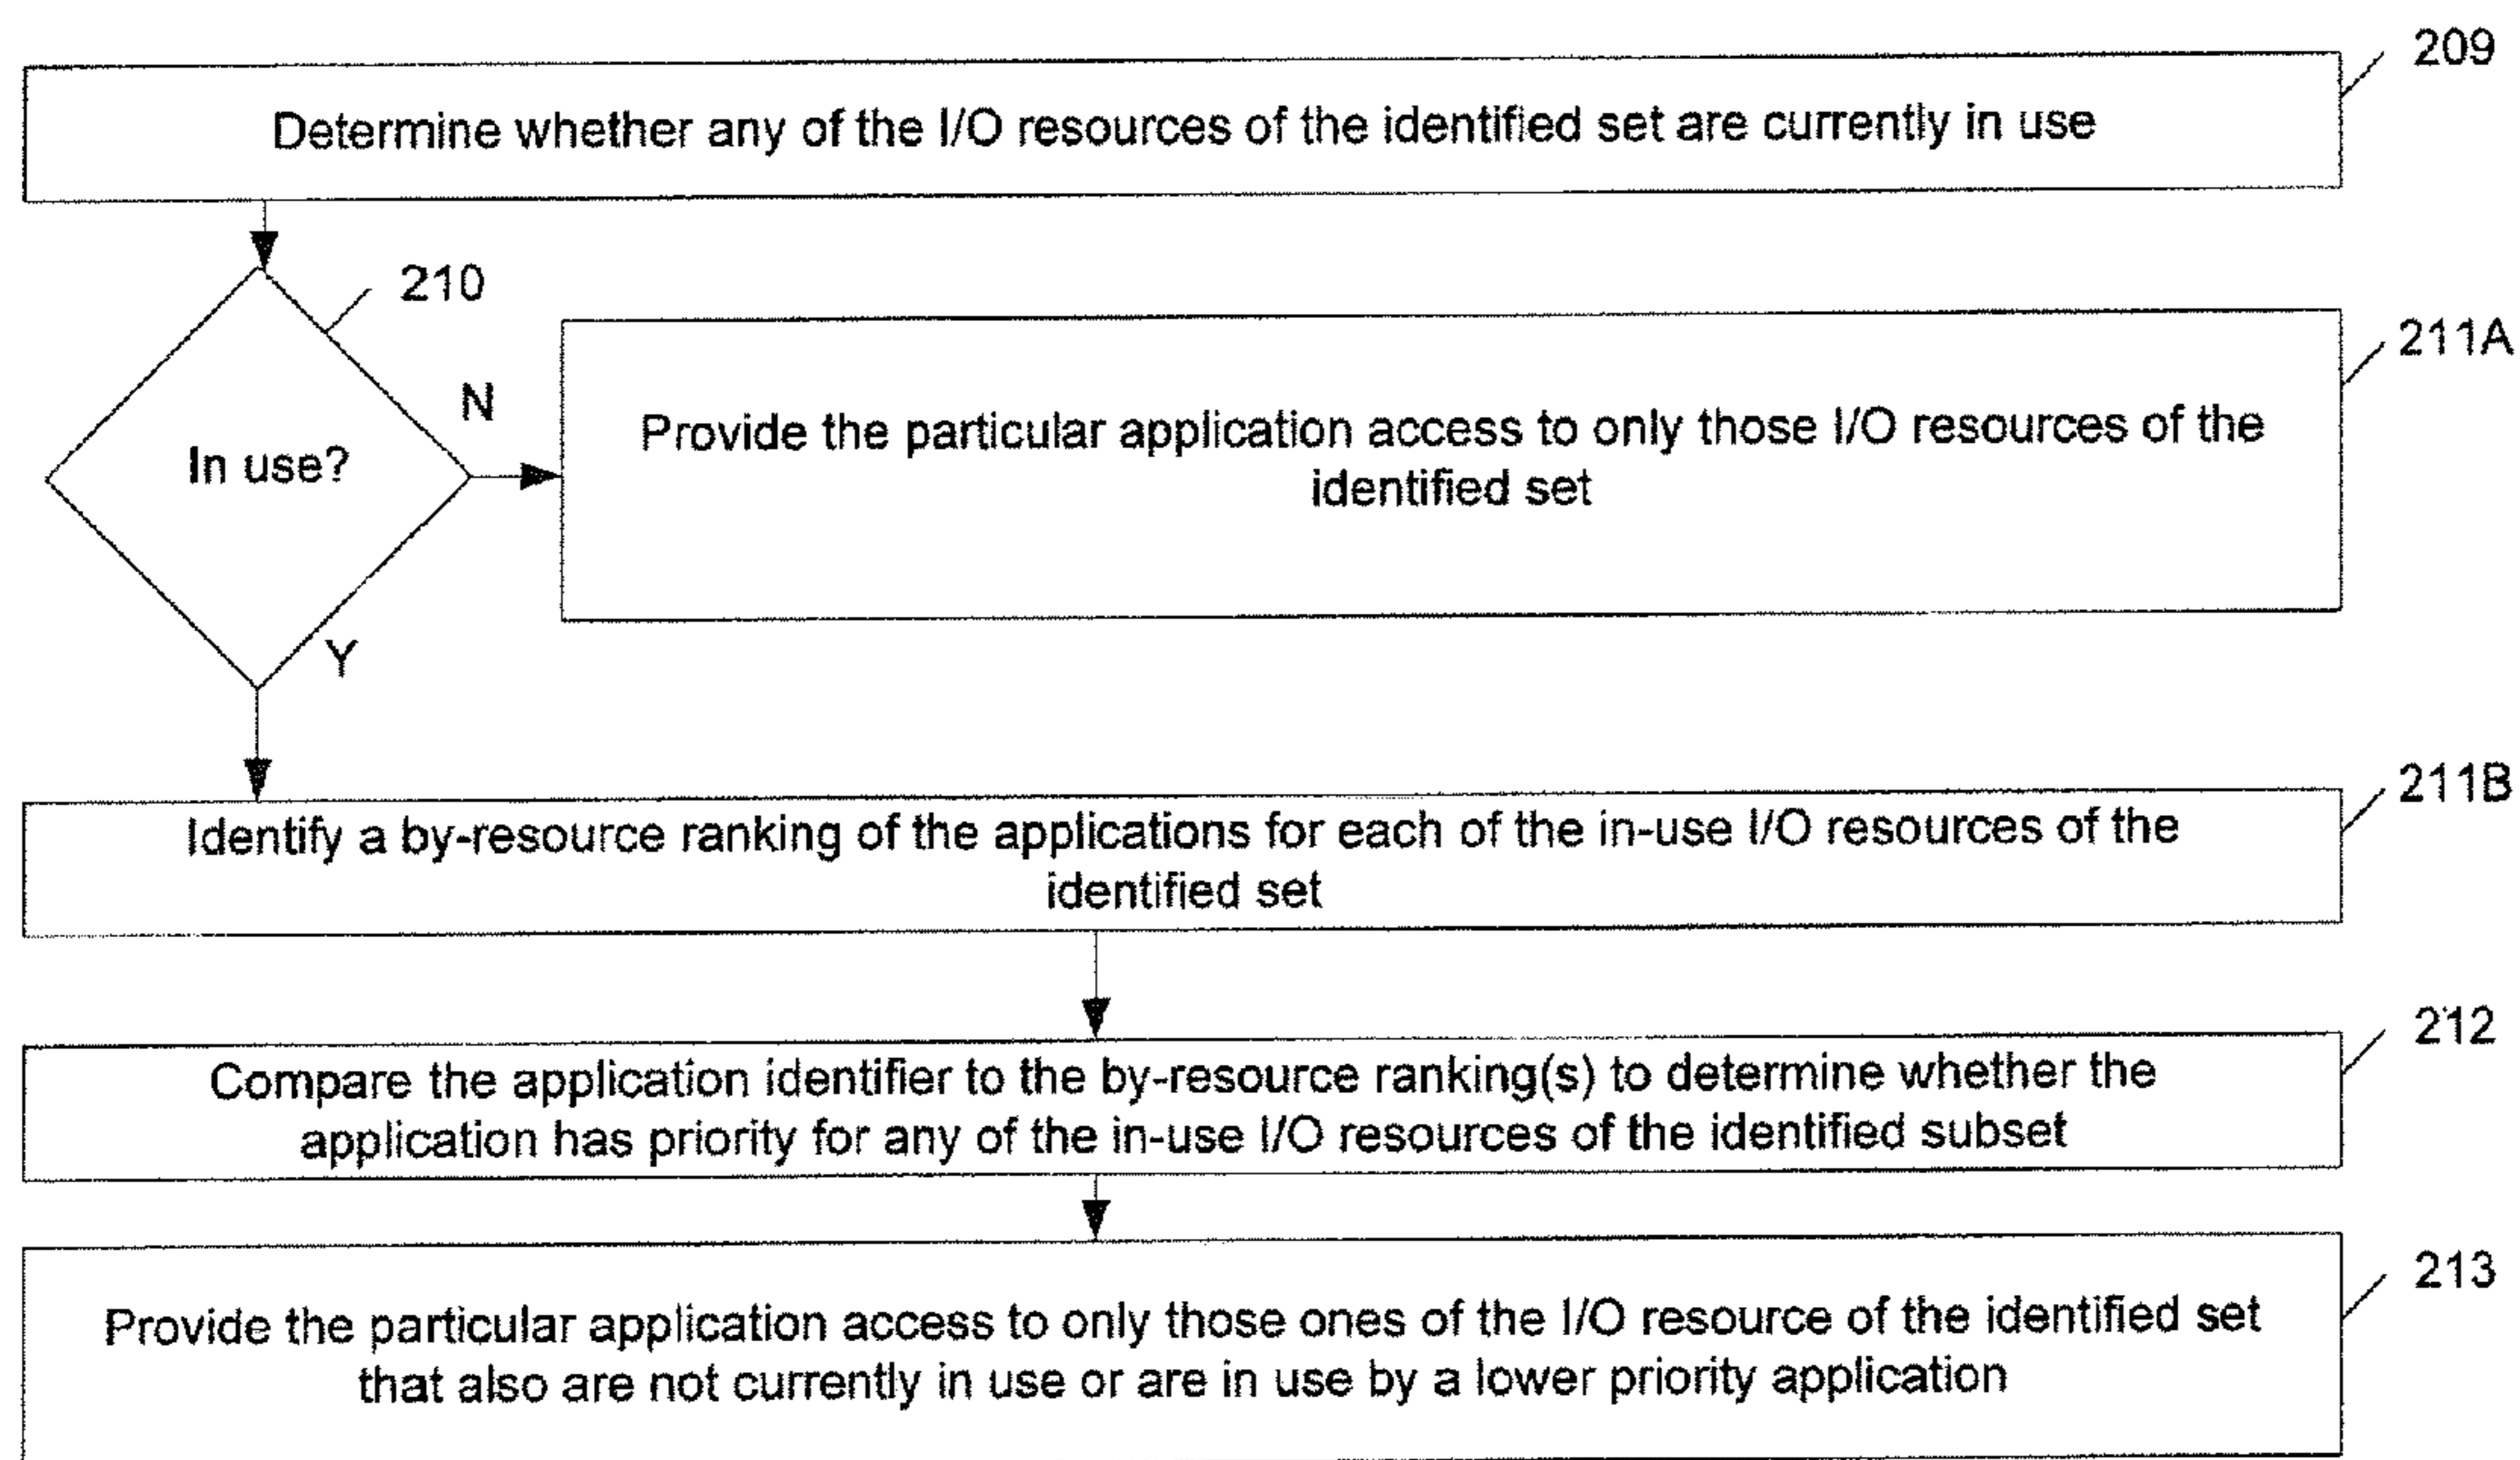 209
Determine whether any of the I/O resources of the identified set are currently in use
210
N
211A
Provide the particular application access to only those I/O resources of the
identified set
In use?
Y
211B
Identify a by-resource ranking of the applications for each of the in-use I/O resources of the
identified set
212
Compare the application identifier to the by-resource ranking(s) to determine whether the
application has priority for any of the in-use I/O resources of the identified subset
213
Provide the particular application access to only those ones of the I/O resource of the identified set
that also are not currently in use or are in use by a lower priority application